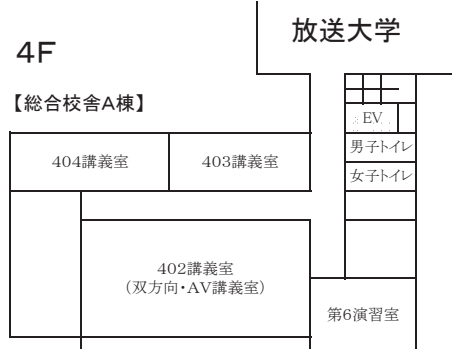 放送大学
4F
【総合校舎A棟】
EV
男子トイレ
404講義室
403講義室
女子トイレ
402講義室
（双方向・AV講義室）
第6演習室